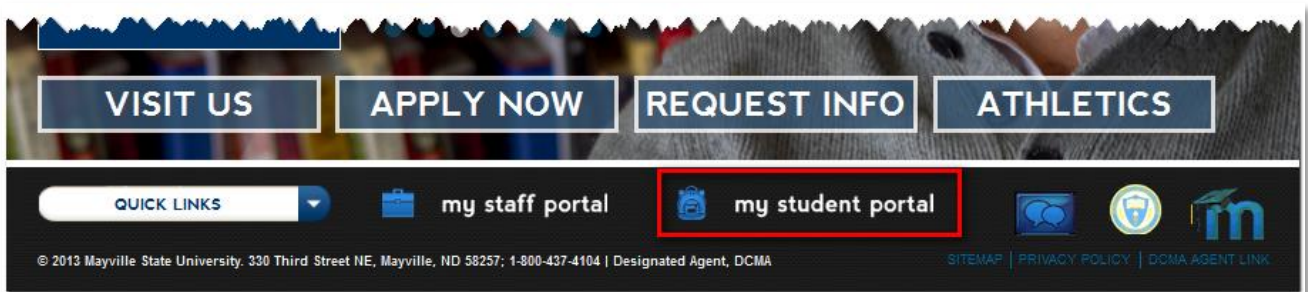 VISIT US
APPLY NOW
REQUEST INFO
ATHLETICS
QUICK LINKS
my staff portal
my student portal
m
© 2013 Mayville State University. 330 Third Street NE, Mayville, ND 58257; 1-800-437-4104 | Designated Agent, DCMA
SITEMAP | PRIVACY POLICY | DCMA AGENT LINK